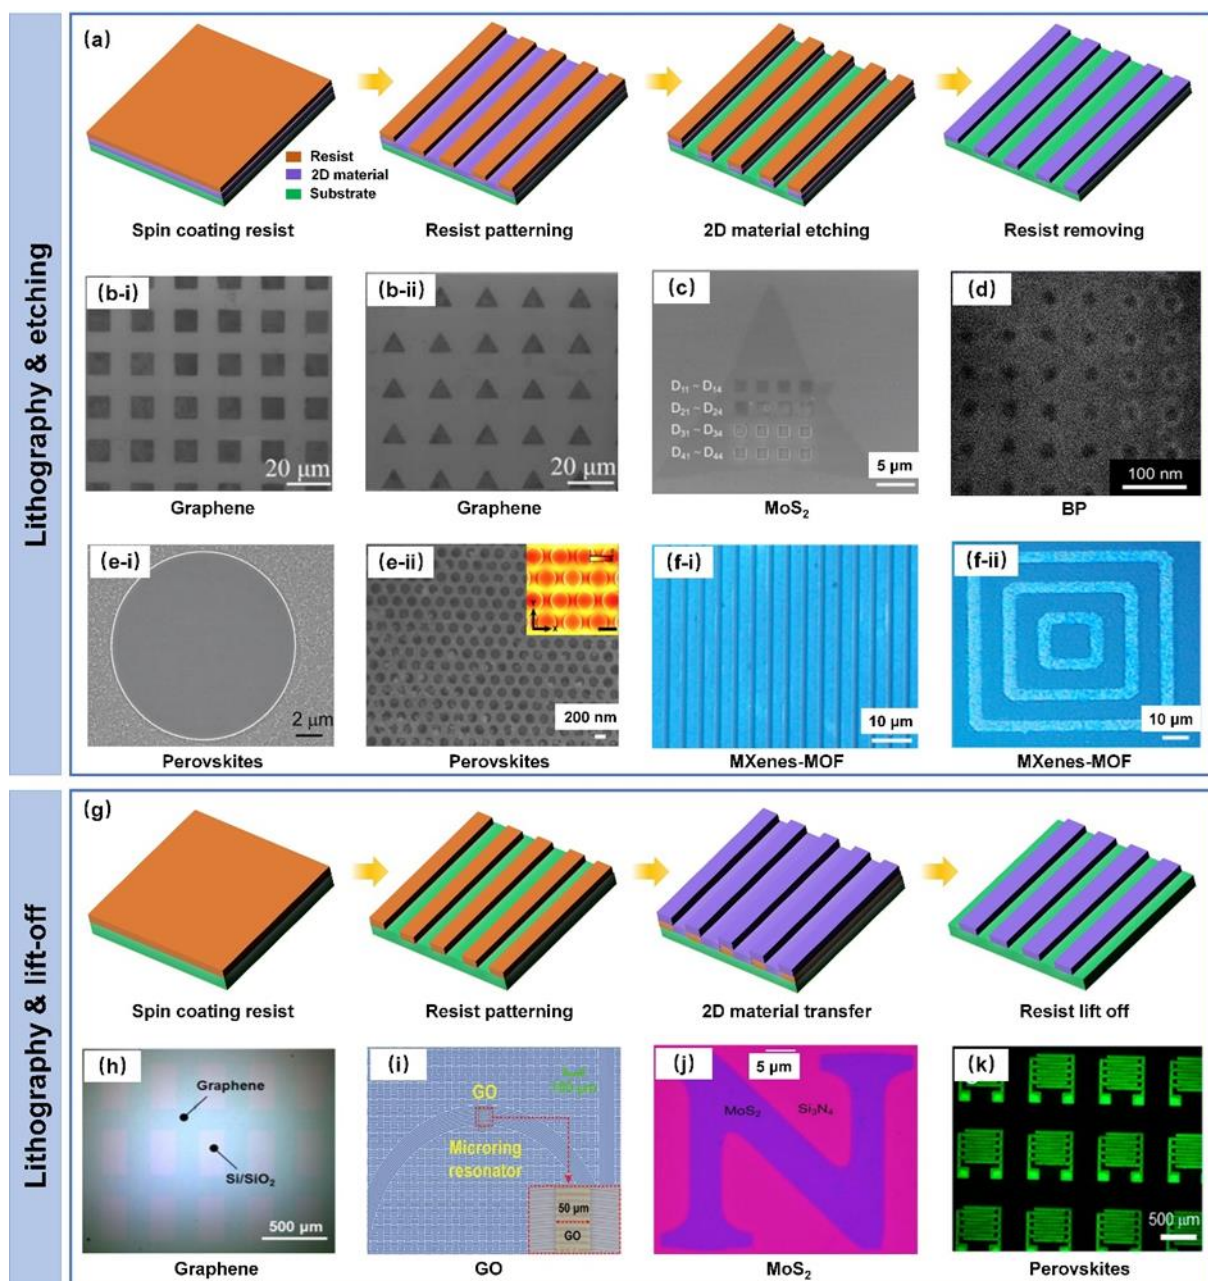 Lithography & etching
(a)
Resist
2D material
Substrate
Spin coating resist
Resist patterning
2D material etching
Resist removing
(b-i)
20 μm
Graphene
(b-ii)
20 μm
Graphene
(c)
D₁₁ ~ D₁₄
D₂₁ ~ D₂₄
D₃₁ ~ D₃₄
D₄₁ ~ D₄₄
5 μm
MoS₂
(d)
100 nm
BP
(e-i)
2 μm
Perovskites
(e-ii)
x
200 nm
Perovskites
(f-i)
10 μm
MXenes-MOF
(f-ii)
10 μm
MXenes-MOF
Lithography & lift-off
(g)
Spin coating resist
Resist patterning
2D material transfer
Resist lift off
(h)
Graphene
Si/SiO₂
500 μm
Graphene
(i)
GO
Microring
resonator
50 μm
GO
GO
(j)
5 μm
MoS₂
Si₃N₄
MoS₂
(k)
500 μm
Perovskites